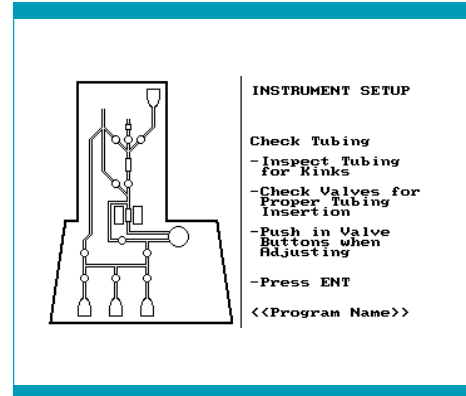 INSTRUMENT SETUP
Check Tubing
-Inspect Tubing
for Kinks
-Check Valves for
Proper Tubing
Insertion
-Push in Valve
Buttons when
Adjusting
-Press ENT
<<Program Name>>